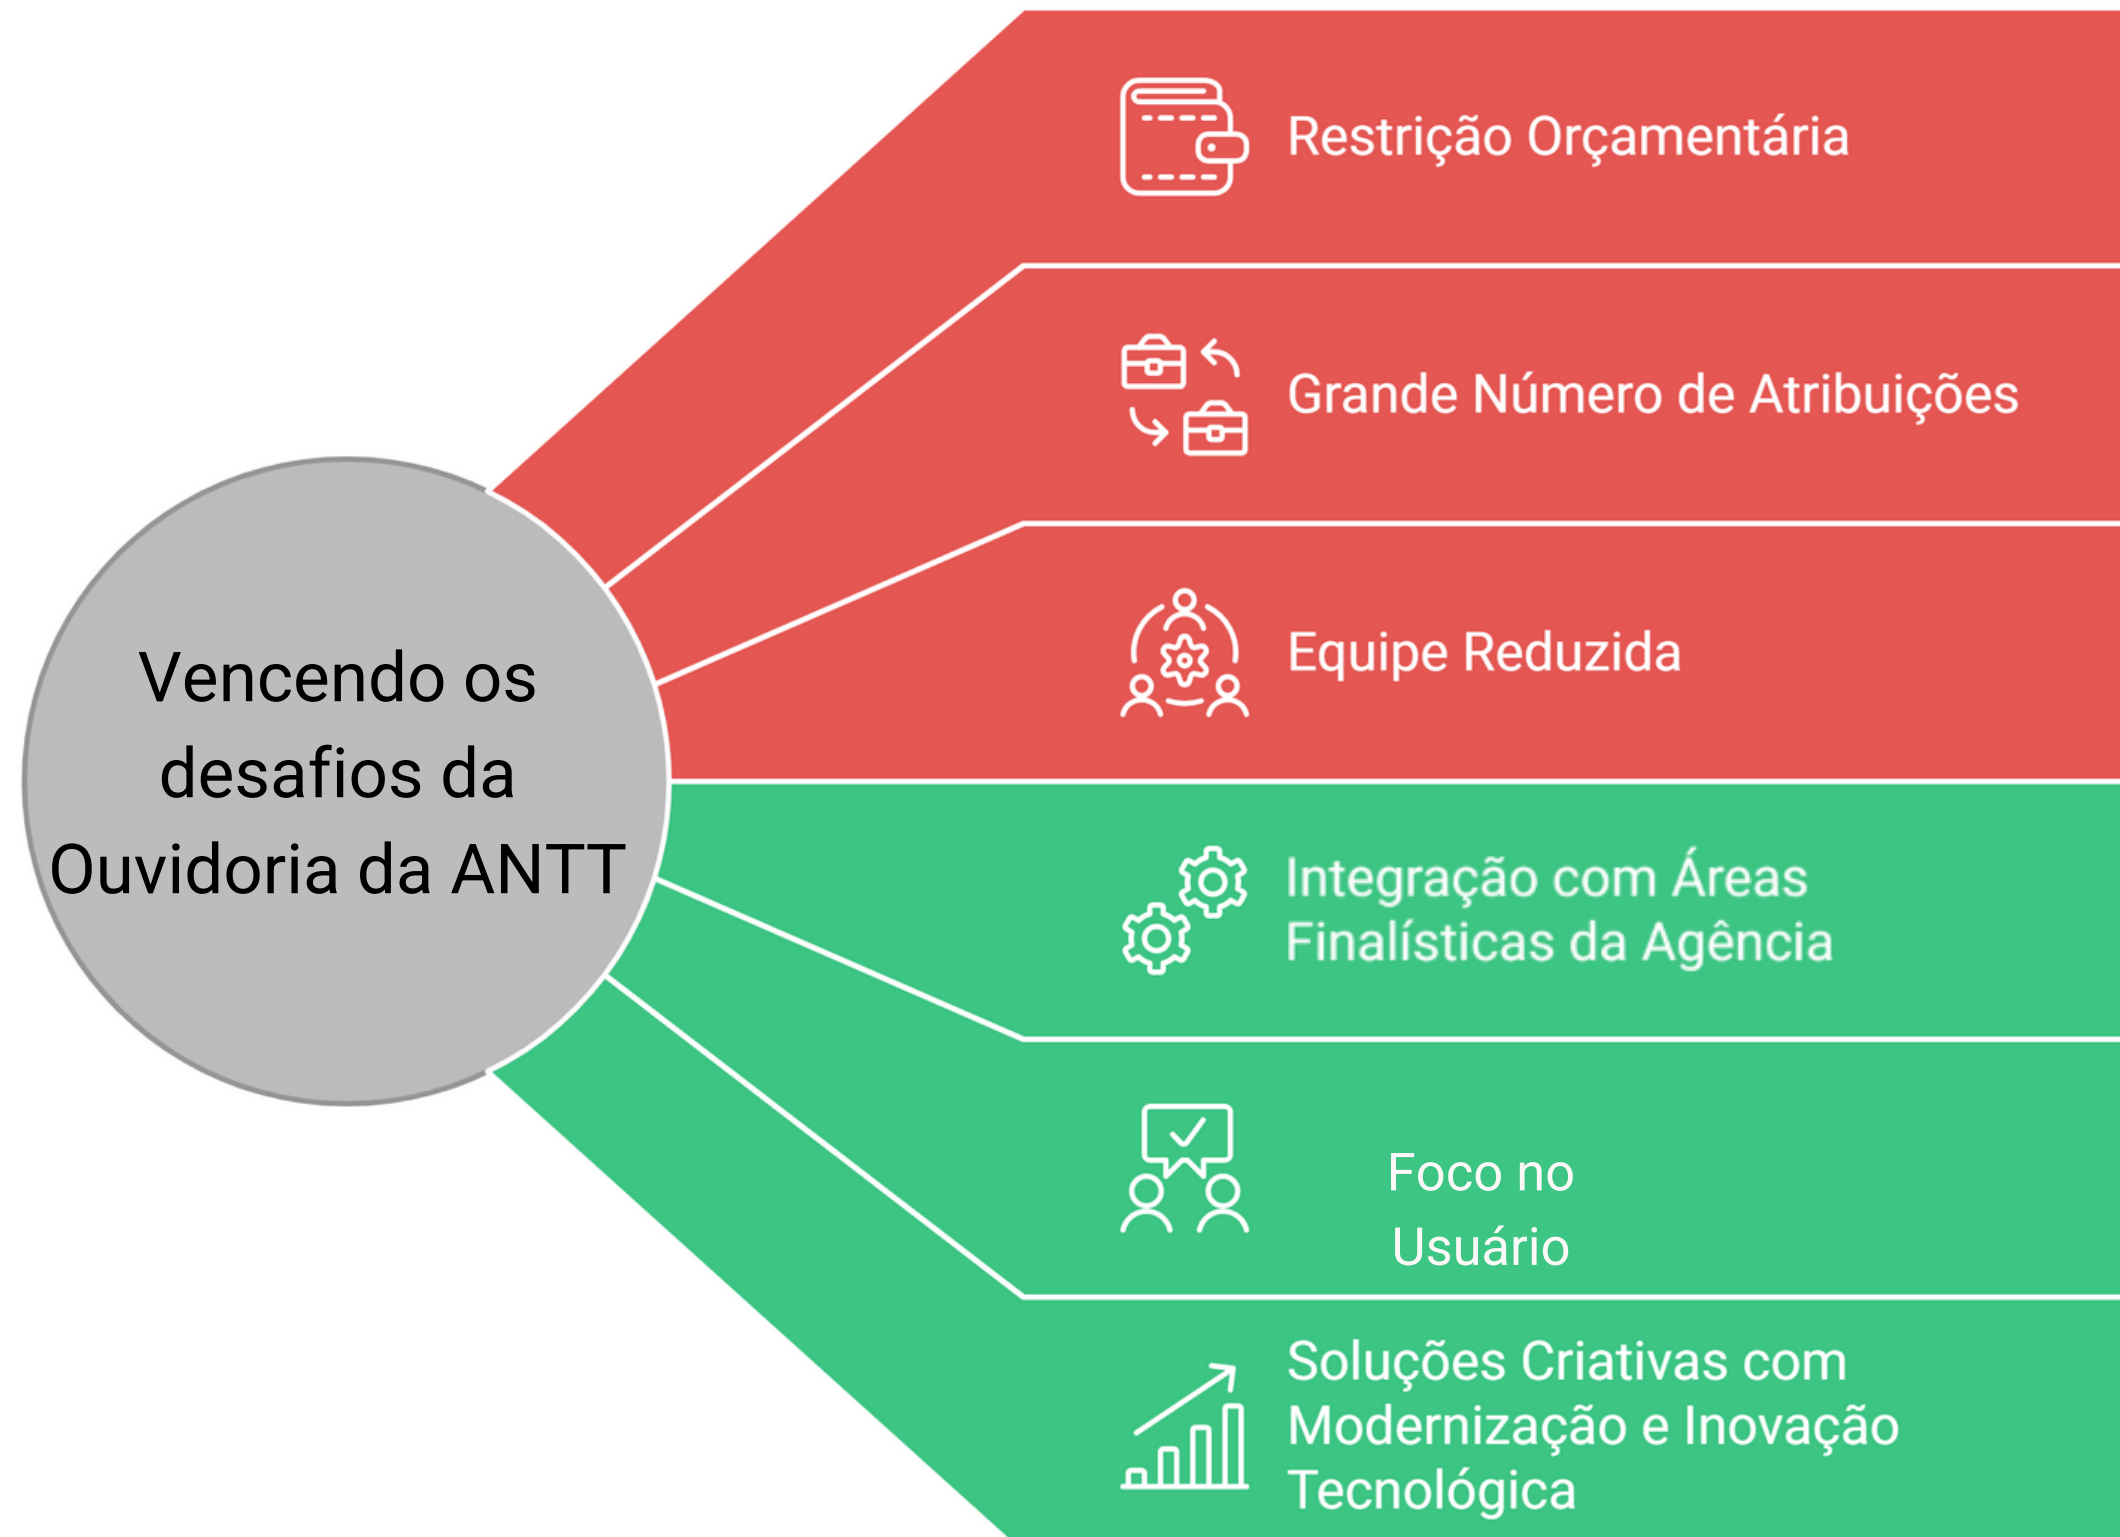 Vencendo os
desafios da
Ouvidoria da ANTT
Restrição Orçamentária
Grande Número de Atribuições
Equipe Reduzida
Integração com Áreas
Finalísticas da Agência
Foco no
Usuário
Soluções Criativas com
Modernização e Inovação
Tecnológica